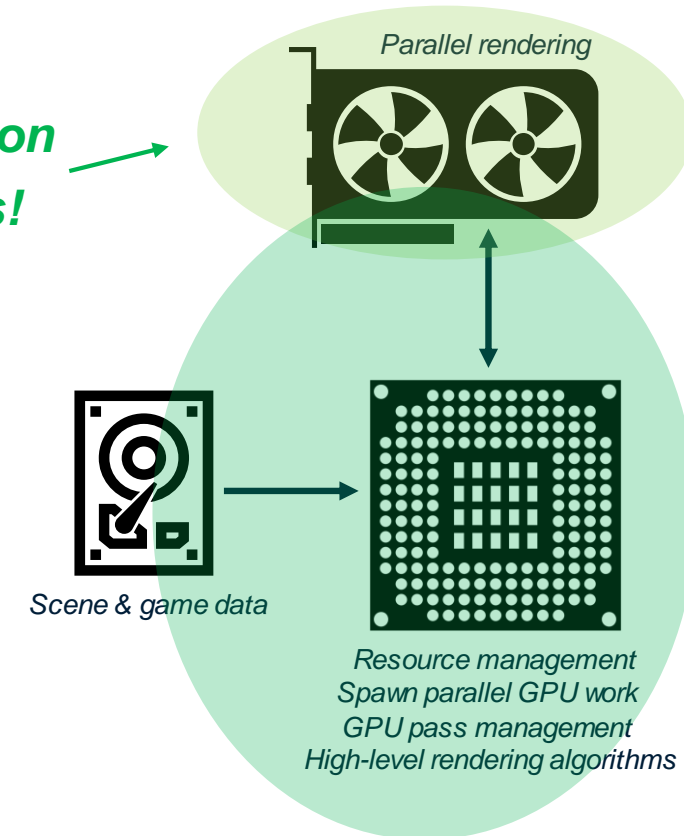 Parallel rendering
on
s!
Scene & game data
Resource management
Spawn parallel GPU work
GPU pass management
High-level rendering algorithms